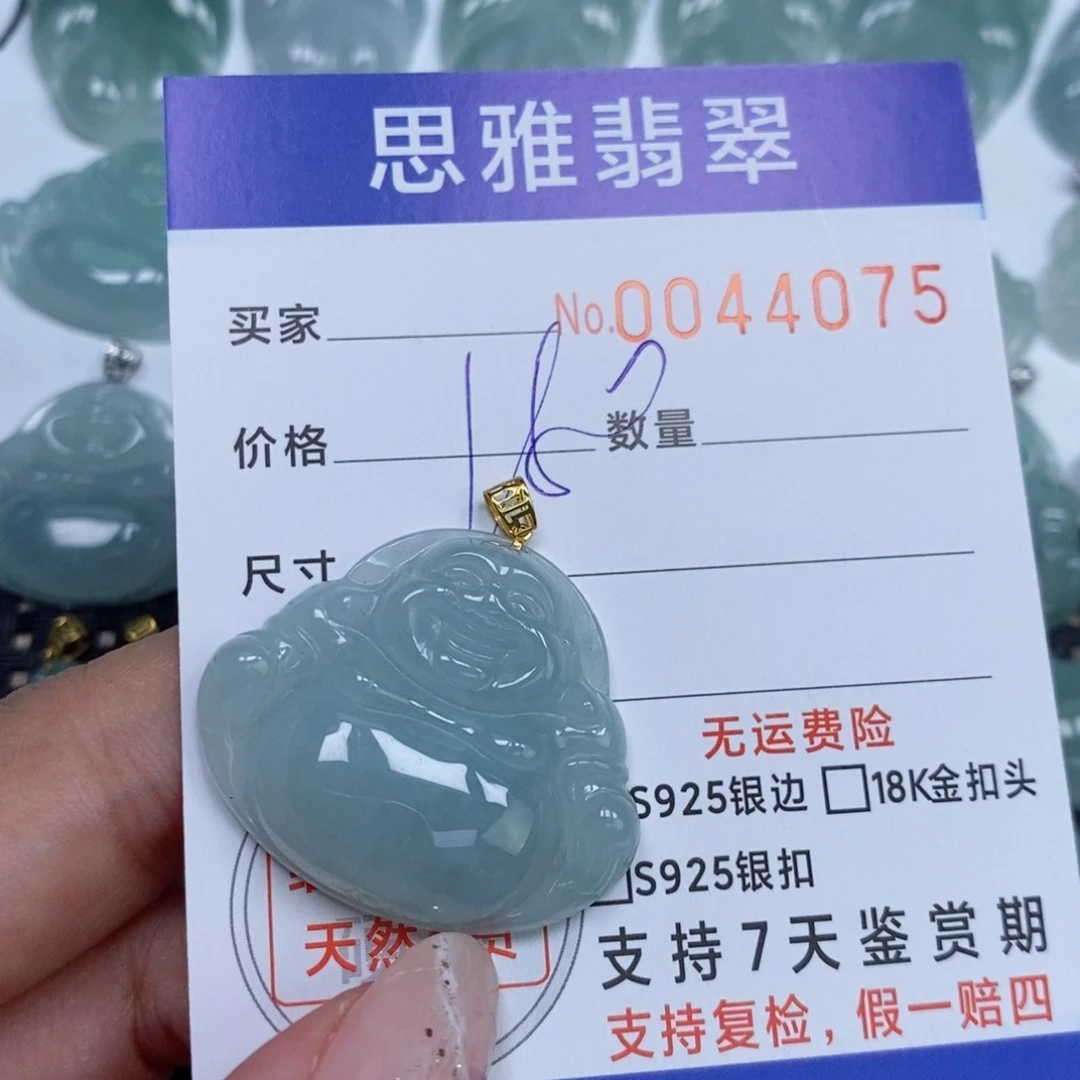 思雅翡翠
买家 No.0044075
价格 数量
尺寸
无运费险
S925银边 □18K金扣头
□S925银扣
天然
支持7天鉴赏期
支持复检，假一赔四